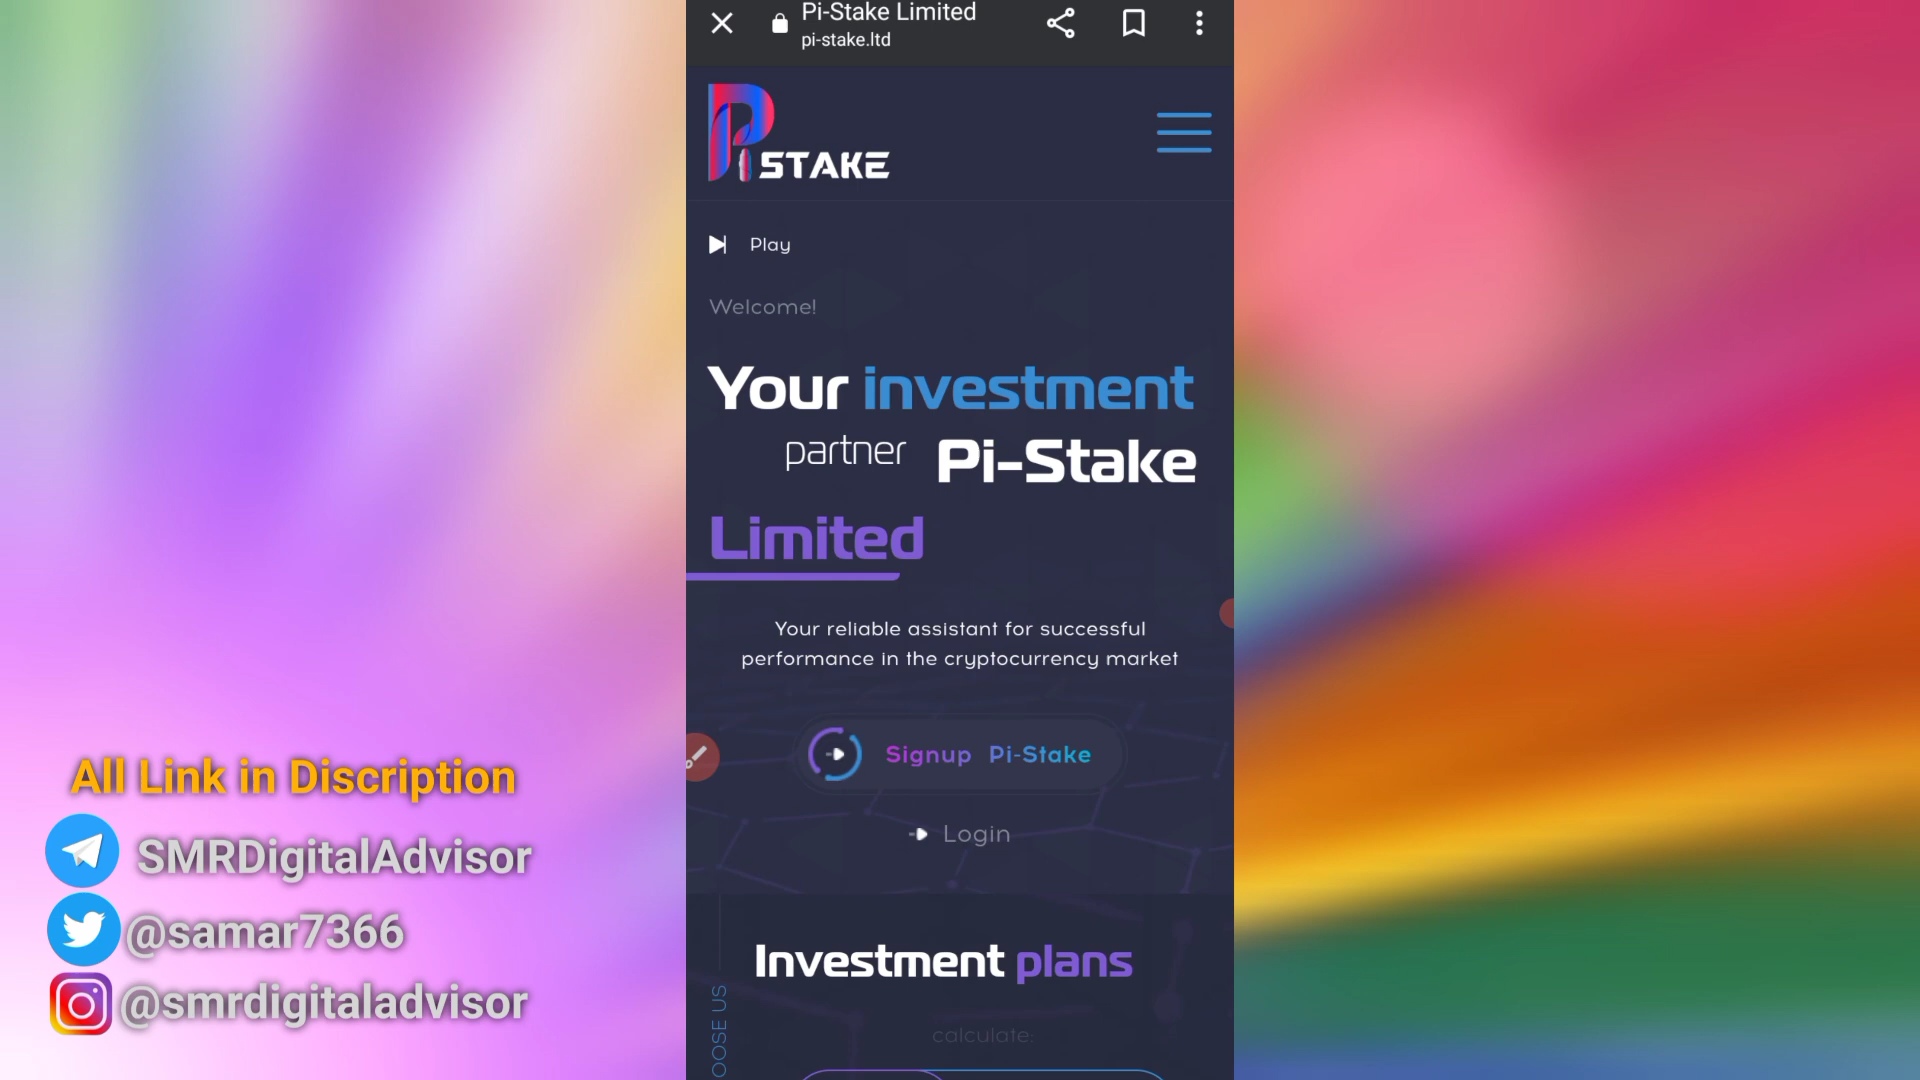 Pi-Stake Limited
pi-stake.ltd
Pi STAKE
Play
Welcome!
Your investment
partner Pi-Stake
Limited
Your reliable assistant for successful
performance in the cryptocurrency market
Signup Pi-Stake
Login
Investment plans
OOSE US
calculate:
All Link in Discription
SMRDigitalAdvisor
@samar7366
@smrdigitaladvisor